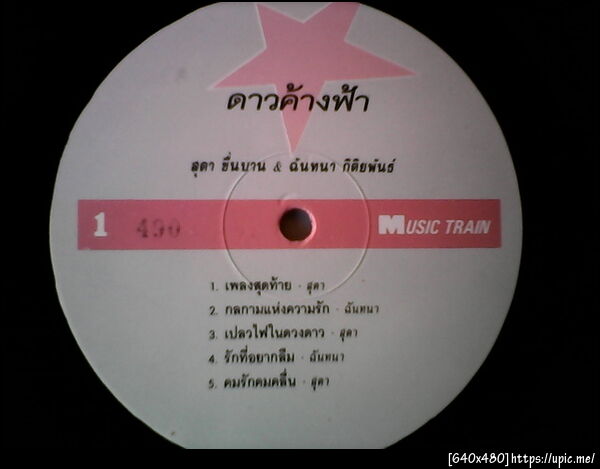 ดาวค้างฟ้า
สุดา ชื่นบาน & ฉันทนา กิติยพันธ์
1 490 MUSIC TRAIN
1. เพลงสุดท้าย - สุดา
2. กลกามแห่งความรัก - ฉันทนา
3. เปลวไฟในดวงดาว - สุดา
4. รักที่อยากลืม - ฉันทนา
5. คมรักคมคลื่น - สุดา
[640x480]https://upic.me/